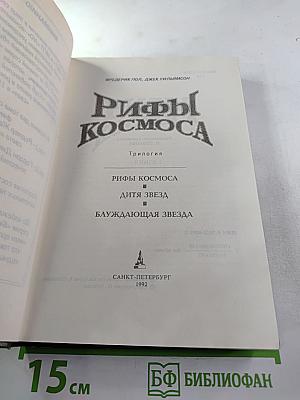 ФРЕДЕРИК ПОЛ, ДЖЕК УИЛЬЯМСОН
РИФЫ
КОСМОСА
Трилогия
РИФЫ КОСМОСА
ДИТЯ ЗВЕЗД
БЛУЖДАЮЩАЯ ЗВЕЗДА
САНКТ-ПЕТЕРБУРГ
1992
15 СМ
БФ БИБЛИОФАН